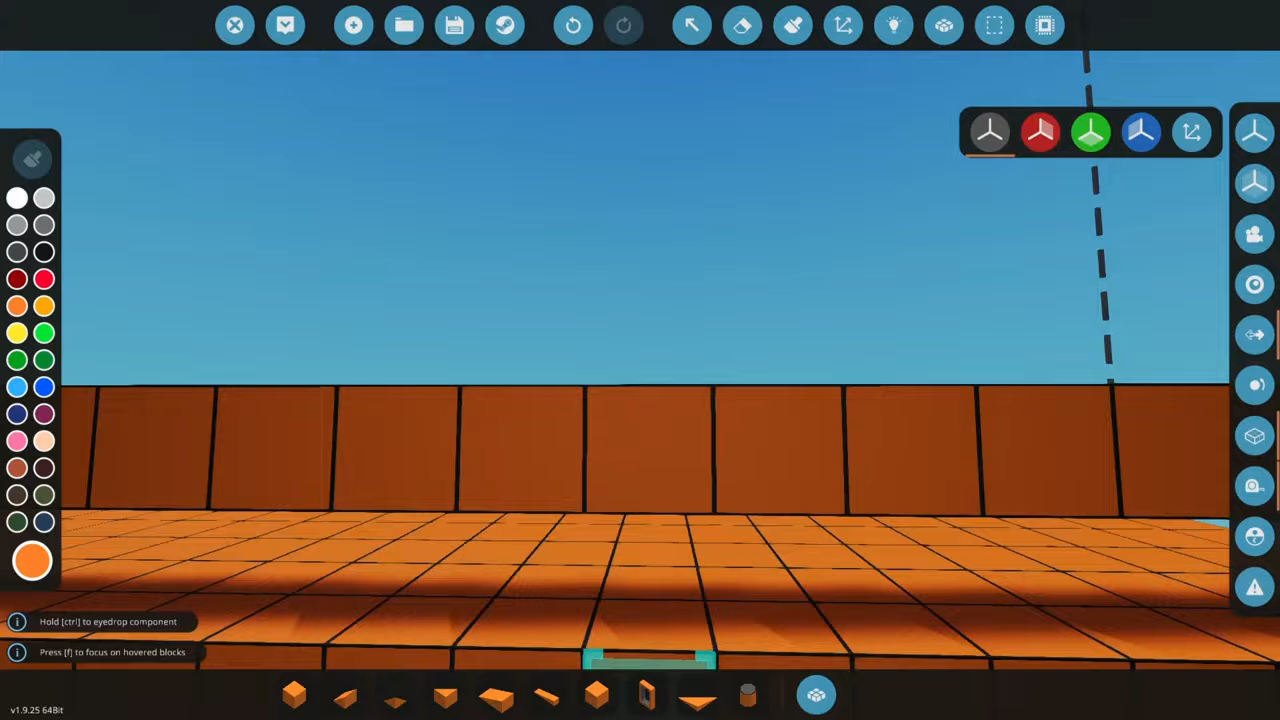 Hold [ctrl] to eyedrop component
Press [f] to focus on hovered blocks
v1.9.25 64Bit